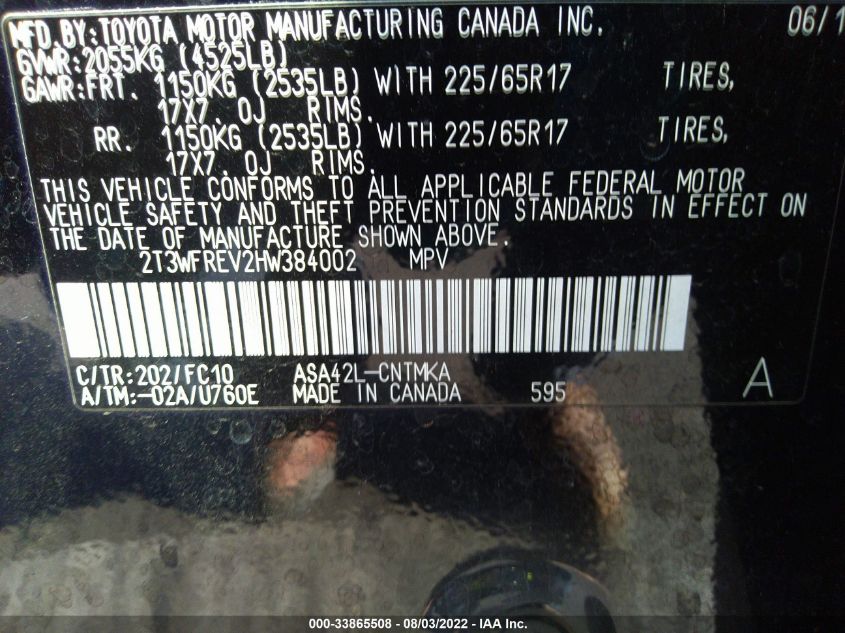 MFD. BY: TOYOTA MOTOR MANUFACTURING CANADA INC. 06/1
GVWR: 2055KG (4525LB)
GAWR: FRT. 1150KG (2535LB) WITH 225/65R17 TIRES,
17X7. 0J RIMS.
RR. 1150KG (2535LB) WITH 225/65R17 TIRES,
17X7. 0J RIMS.
THIS VEHICLE CONFORMS TO ALL APPLICABLE FEDERAL MOTOR
VEHICLE SAFETY AND THEFT PREVENTION STANDARDS IN EFFECT ON
THE DATE OF MANUFACTURE SHOWN ABOVE.
2T3WFREV2HW384002 MPV
C/TR: 202/FC10 ASA42L-CNTMKA
A/TM: -02A/U760E MADE IN CANADA 595 A
000-33865508 - 08/03/2022 - IAA Inc.